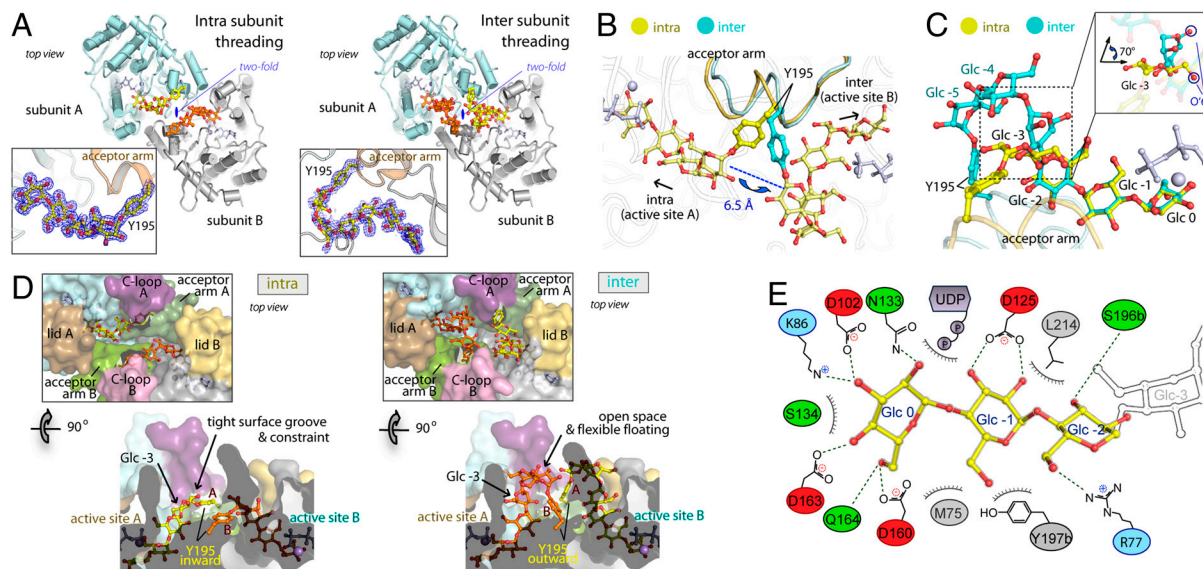 A
top view
Intra subunit
threading
two-fold
subunit A
acceptor arm
Y195
subunit B
top view
Inter subunit
threading
two-fold
subunit A
acceptor arm
Y195
subunit B
B
intra
inter
acceptor arm
Y195
inter
(active site B)
intra
(active site A)
6.5 Å
C
intra
inter
Glc -4
Glc -5
Glc -3
Y195
Glc -2
Glc -1
Glc 0
acceptor arm
70°
Glc -3
D
C-loop
A
acceptor
arm A
lid A
lid B
acceptor
arm B
C-loop
B
intra
top view
90°
tight surface groove
& constraint
Glc -3
A
B
active site A
active site B
Y195
inward
C-loop
A
acceptor
arm A
lid A
lid B
acceptor
arm B
C-loop
B
inter
top view
90°
open space
& flexible floating
Glc -3
A
B
active site A
active site B
Y195
outward
E
K86
D102
N133
UDP
P
P
D125
L214
S196b
N
N
O
O
O
S134
Glc 0
Glc -1
Glc -2
Glc-3
D163
Q164
D160
M75
HO
Y197b
N
N
R77